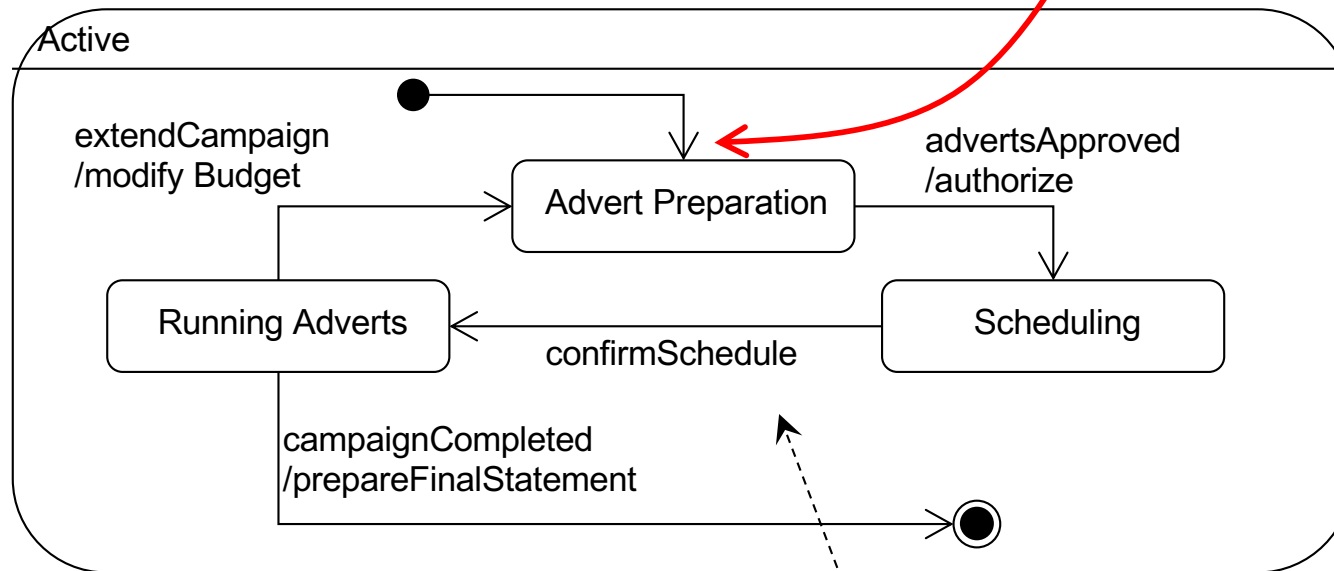 Active
extendCampaign
/modify Budget
advertsApproved
/authorize
Advert Preparation
Running Adverts
Scheduling
confirmSchedule
campaignCompleted
/prepareFinalStatement